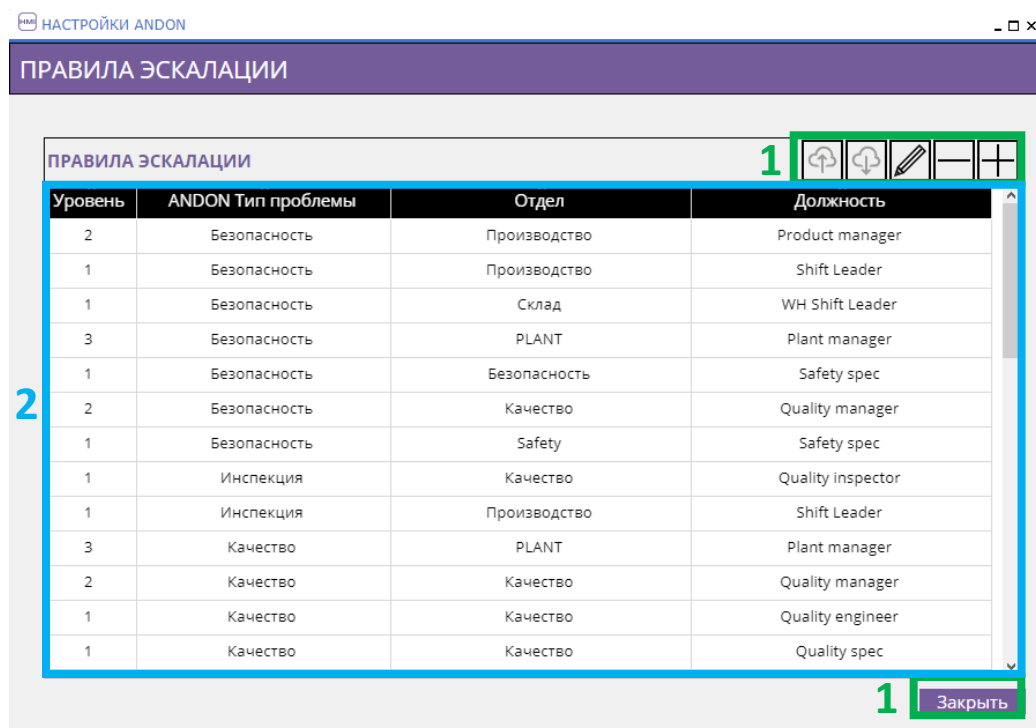 HMI НАСТРОЙКИ ANDON
ПРАВИЛА ЭСКАЛАЦИИ
ПРАВИЛА ЭСКАЛАЦИИ 1
Уровень ANDON Тип проблемы Отдел Должность
2 Безопасность Производство Product manager
1 Безопасность Производство Shift Leader
1 Безопасность Склад WH Shift Leader
3 Безопасность PLANT Plant manager
1 Безопасность Безопасность Safety spec
2
2 Безопасность Качество Quality manager
1 Безопасность Safety Safety spec
1 Инспекция Качество Quality inspector
1 Инспекция Производство Shift Leader
3 Качество PLANT Plant manager
2 Качество Качество Quality manager
1 Качество Качество Quality engineer
1 Качество Качество Quality spec
1 Закрыть